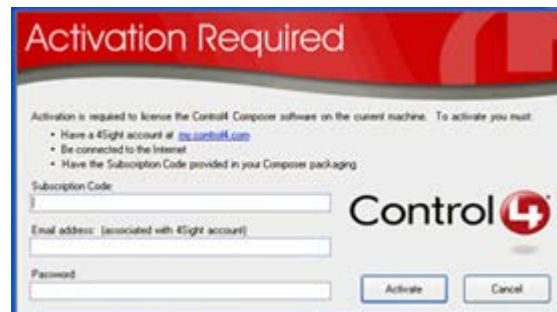 Activation Required
Activation is required to license the Control4 Composer software on the current machine. To activate you must:
• Have a 4Sight account at my.control4.com
• Be connected to the Internet
• Have the Subscription Code provided in your Composer packaging
Subscription Code:
Email address: (associated with 4Sight account)
Password:
Control4
Activate
Cancel